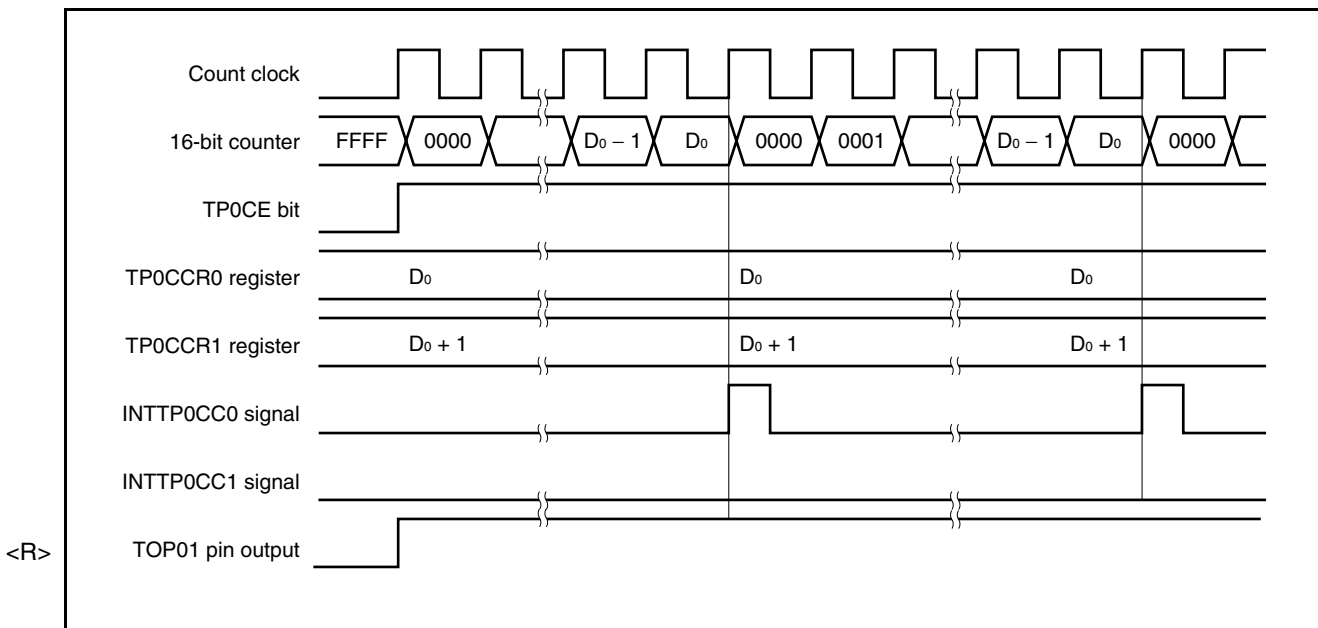 Count clock
16-bit counter FFFF 0000 D₀ − 1 D₀ 0000 0001 D₀ − 1 D₀ 0000
TP0CE bit
TP0CCR0 register D₀ D₀ D₀
TP0CCR1 register D₀ + 1 D₀ + 1 D₀ + 1
INTTP0CC0 signal
INTTP0CC1 signal
<R> TOP01 pin output